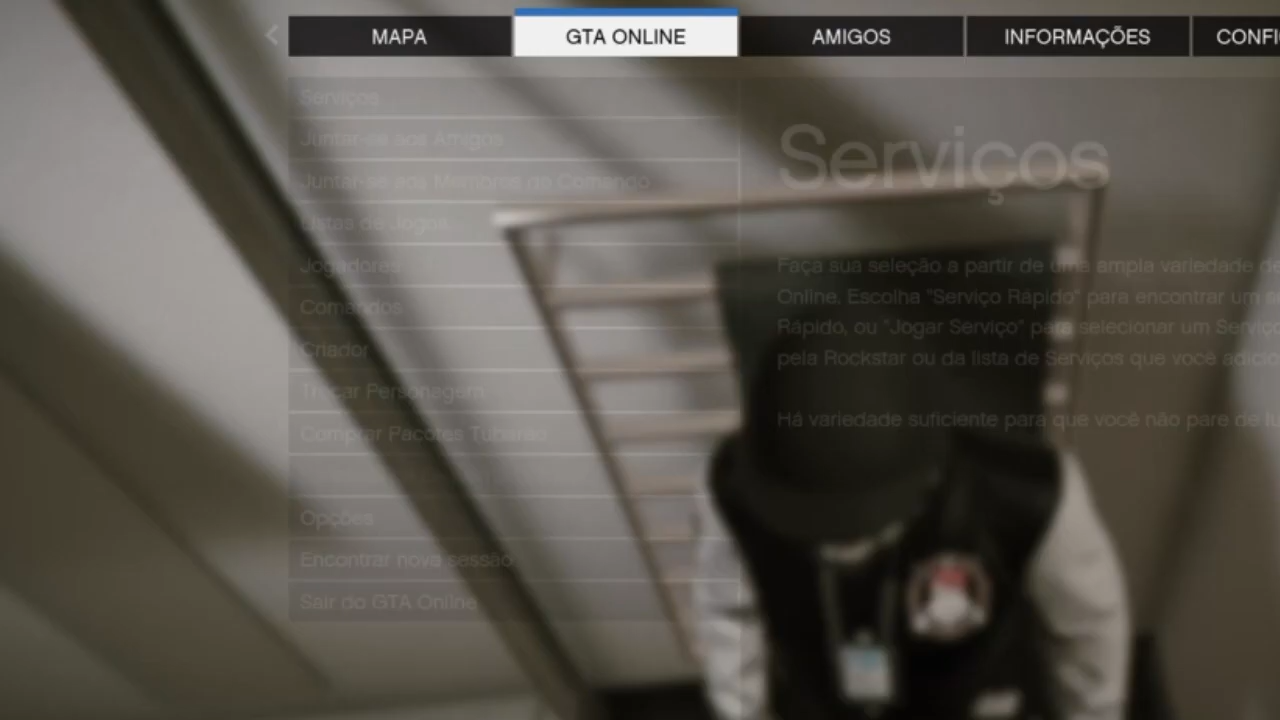 MAPA
GTA ONLINE
AMIGOS
INFORMAÇÕES
CONFI
Serviços
Juntar-se aos Amigos
Juntar-se aos Membros do Comando
Listas de Jogos
Jogadores
Comandos
Criador
Trocar Personagem
Comprar Pacotes Tubarão
Opções
Encontrar nova sessão
Sair do GTA Online
Serviços
Faça sua seleção a partir de uma ampla variedade de
Online. Escolha "Serviço Rápido" para encontrar um
Rápido, ou "Jogar Serviço" para selecionar um Serviço
pela Rockstar ou da lista de Serviços que você adicio
Há variedade suficiente para que você não pare de